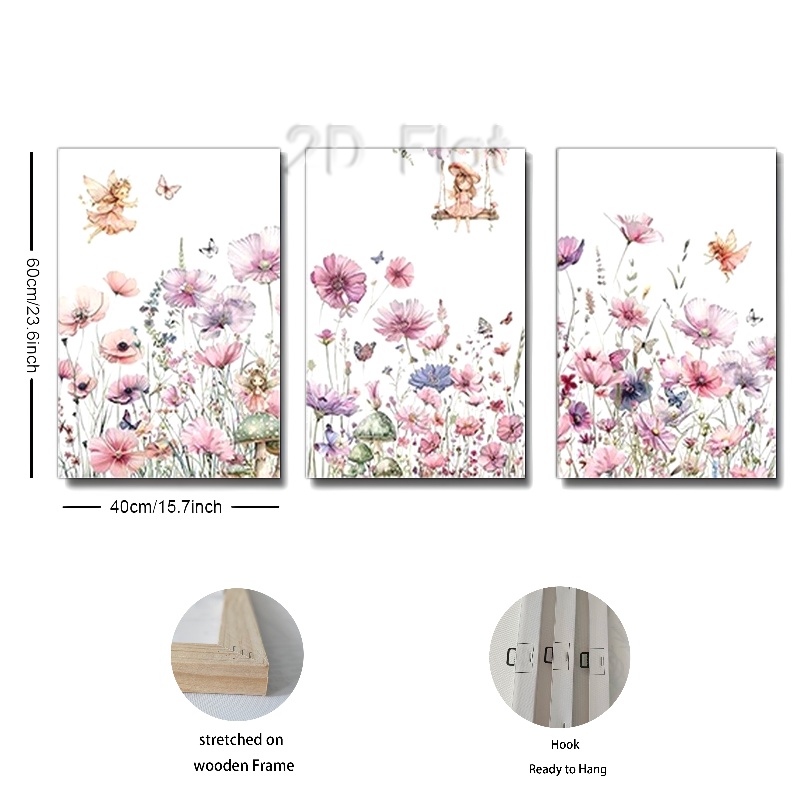 2D Flat
60cm/23.6inch
40cm/15.7inch
stretched on
wooden Frame
Hook
Ready to Hang